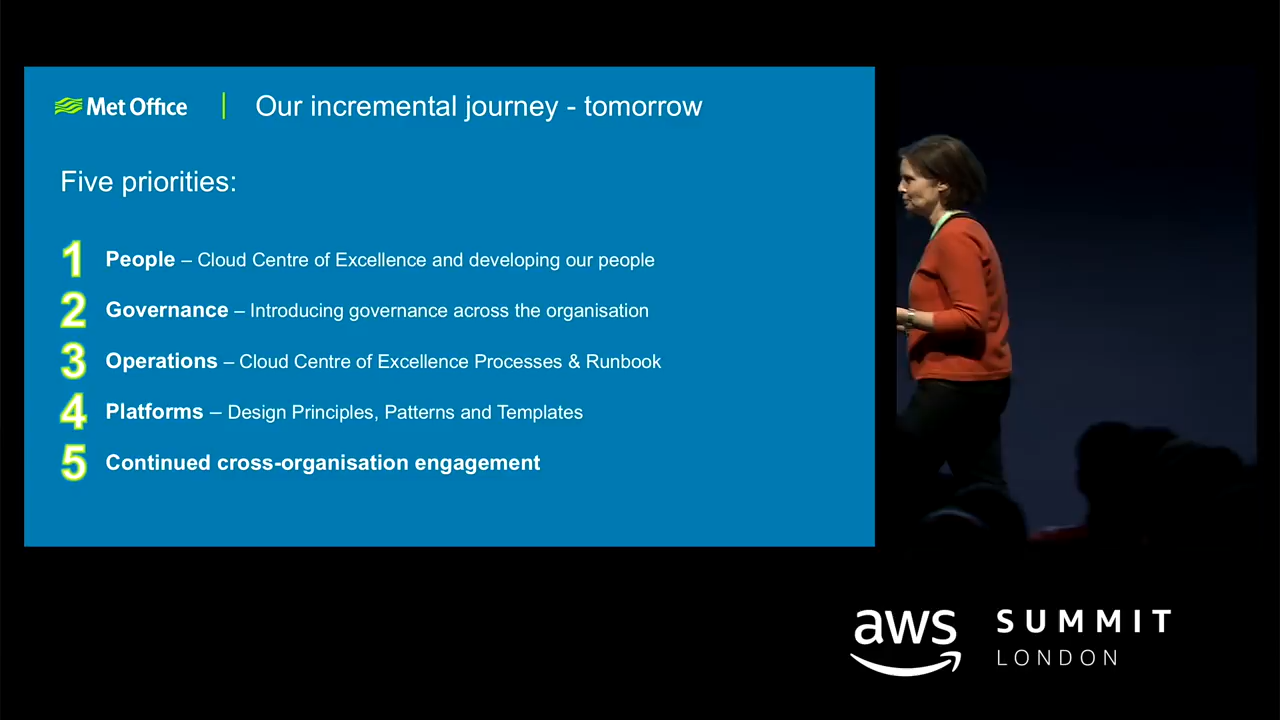 Met Office
Our incremental journey - tomorrow
Five priorities:
1 People – Cloud Centre of Excellence and developing our people
2 Governance – Introducing governance across the organisation
3 Operations – Cloud Centre of Excellence Processes & Runbook
4 Platforms – Design Principles, Patterns and Templates
5 Continued cross-organisation engagement
aws
SUMMIT
LONDON